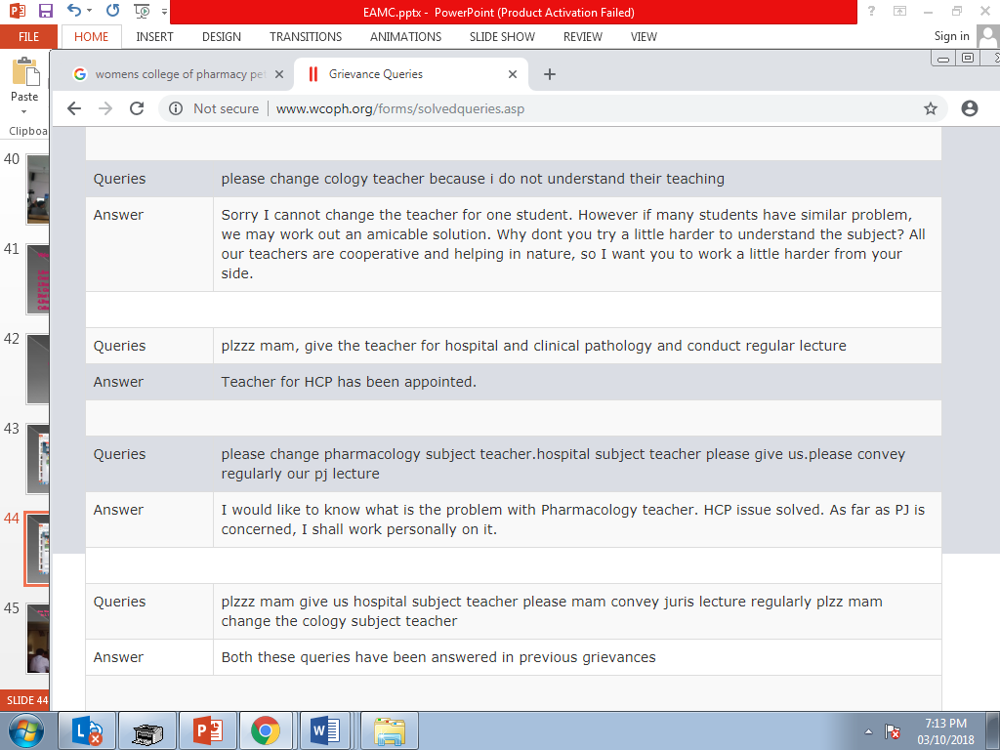 EAMC.pptx - PowerPoint (Product Activation Failed)
FILE HOME INSERT DESIGN TRANSITIONS ANIMATIONS SLIDE SHOW REVIEW VIEW Sign in
Paste
Clipboa
womens college of pharmacy pet
Grievance Queries
Not secure www.wcoph.org/forms/solvedqueries.asp
40
41
42
43
44
45
Queries please change cology teacher because i do not understand their teaching
Answer Sorry I cannot change the teacher for one student. However if many students have similar problem,
we may work out an amicable solution. Why dont you try a little harder to understand the subject? All
our teachers are cooperative and helping in nature, so I want you to work a little harder from your
side.
Queries plzzz mam, give the teacher for hospital and clinical pathology and conduct regular lecture
Answer Teacher for HCP has been appointed.
Queries please change pharmacology subject teacher.hospital subject teacher please give us.please convey
regularly our pj lecture
Answer I would like to know what is the problem with Pharmacology teacher. HCP issue solved. As far as PJ is
concerned, I shall work personally on it.
Queries plzzz mam give us hospital subject teacher please mam convey juris lecture regularly plzz mam
change the cology subject teacher
Answer Both these queries have been answered in previous grievances
SLIDE 44
7:13 PM
03/10/2018